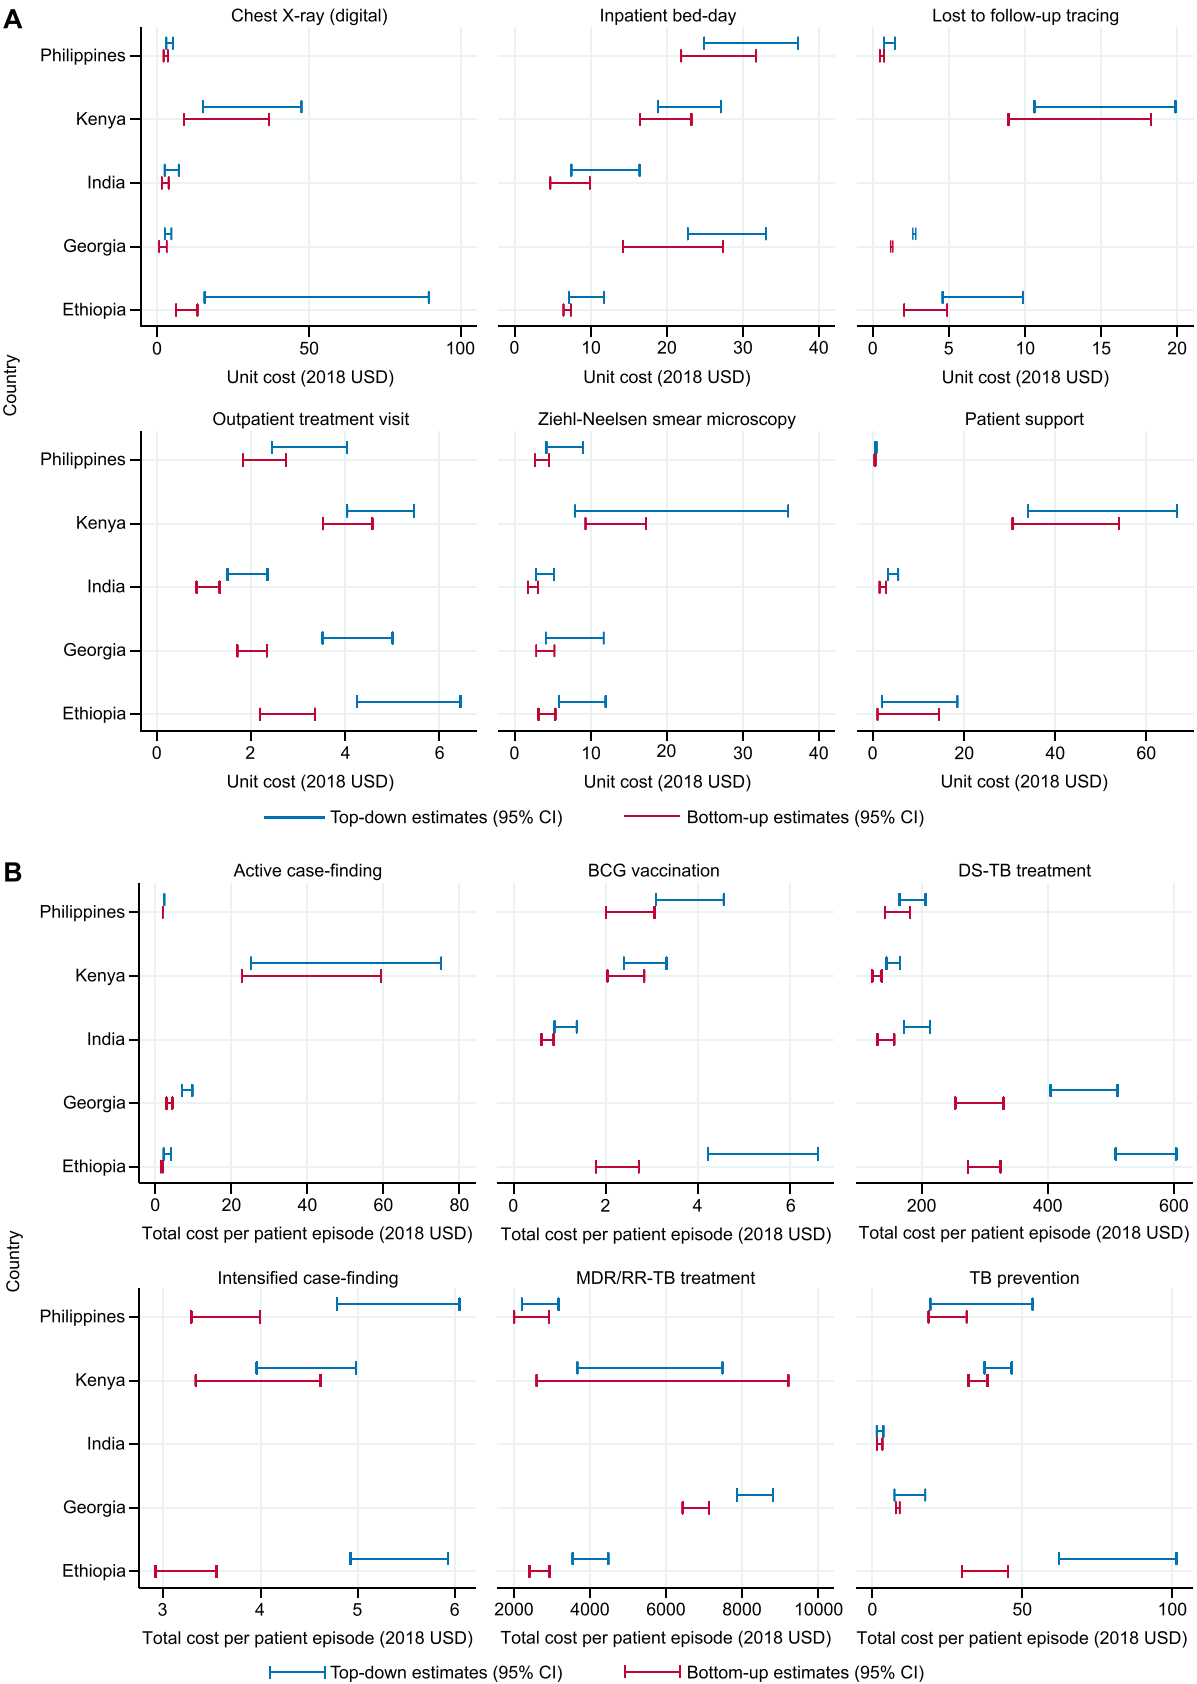 A
Chest X-ray (digital) Inpatient bed-day Lost to follow-up tracing
Philippines
Kenya
India
Georgia
Ethiopia
0 50 100 0 10 20 30 40 0 5 10 15 20
Unit cost (2018 USD) Unit cost (2018 USD) Unit cost (2018 USD)
Country
Outpatient treatment visit Ziehl-Neelsen smear microscopy Patient support
Philippines
Kenya
India
Georgia
Ethiopia
0 2 4 6 0 10 20 30 40 0 20 40 60
Unit cost (2018 USD) Unit cost (2018 USD) Unit cost (2018 USD)
Top-down estimates (95% CI) Bottom-up estimates (95% CI)
B
Active case-finding BCG vaccination DS-TB treatment
Philippines
Kenya
India
Georgia
Ethiopia
0 20 40 60 80 0 2 4 6 200 400 600
Total cost per patient episode (2018 USD) Total cost per patient episode (2018 USD) Total cost per patient episode (2018 USD)
Country
Intensified case-finding MDR/RR-TB treatment TB prevention
Philippines
Kenya
India
Georgia
Ethiopia
3 4 5 6 2000 4000 6000 8000 10000 0 50 100
Total cost per patient episode (2018 USD) Total cost per patient episode (2018 USD) Total cost per patient episode (2018 USD)
Top-down estimates (95% CI) Bottom-up estimates (95% CI)